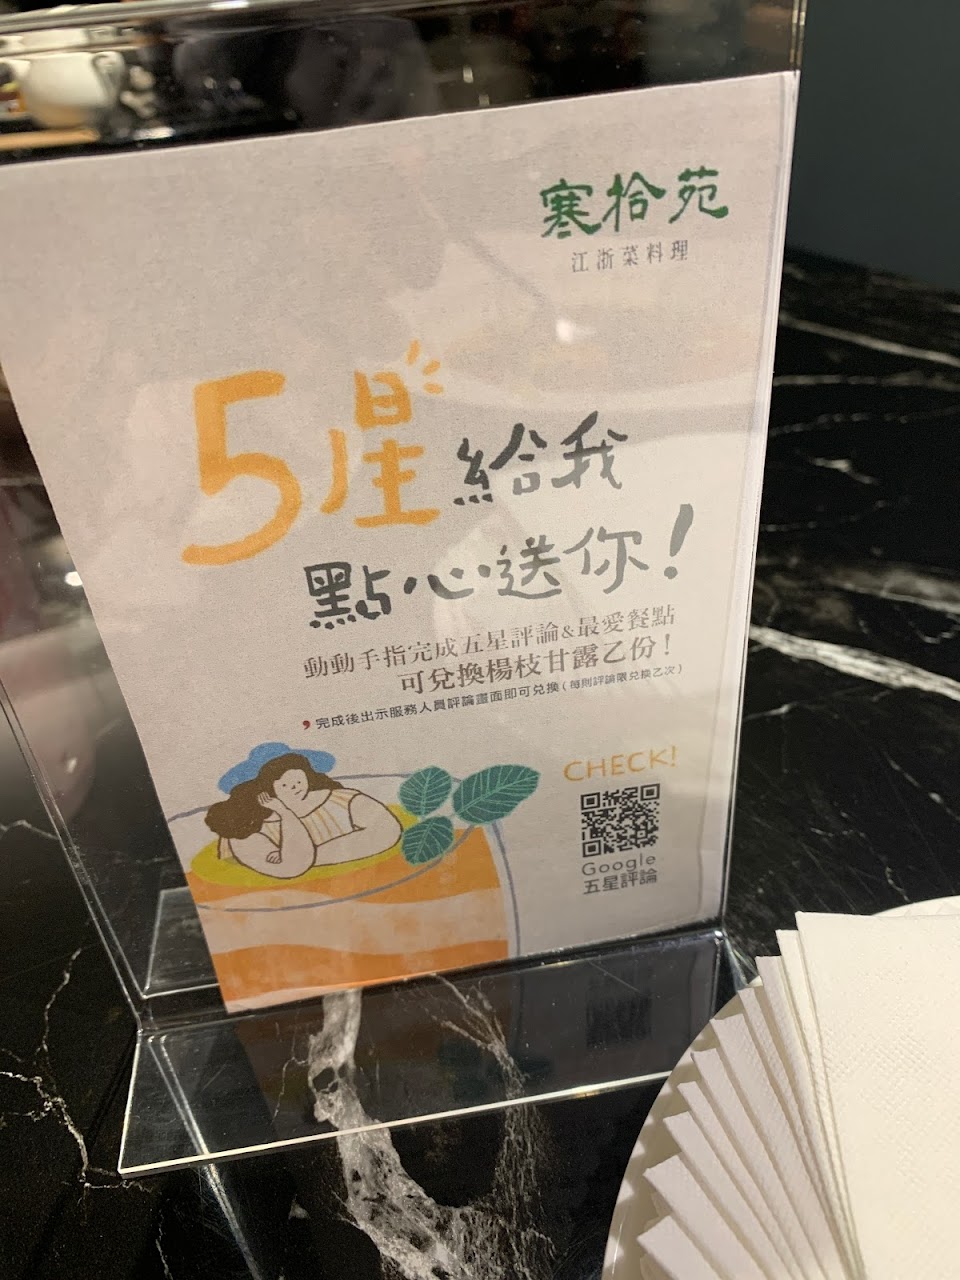 寒拾苑
江浙菜料理
5星給我
點心送你！
動動手指完成五星評論&最愛餐點
可兌換楊枝甘露乙份！
，完成後出示服務人員評論畫面即可兌換（每則評論限兌換乙次）
CHECK!
Google
五星評論